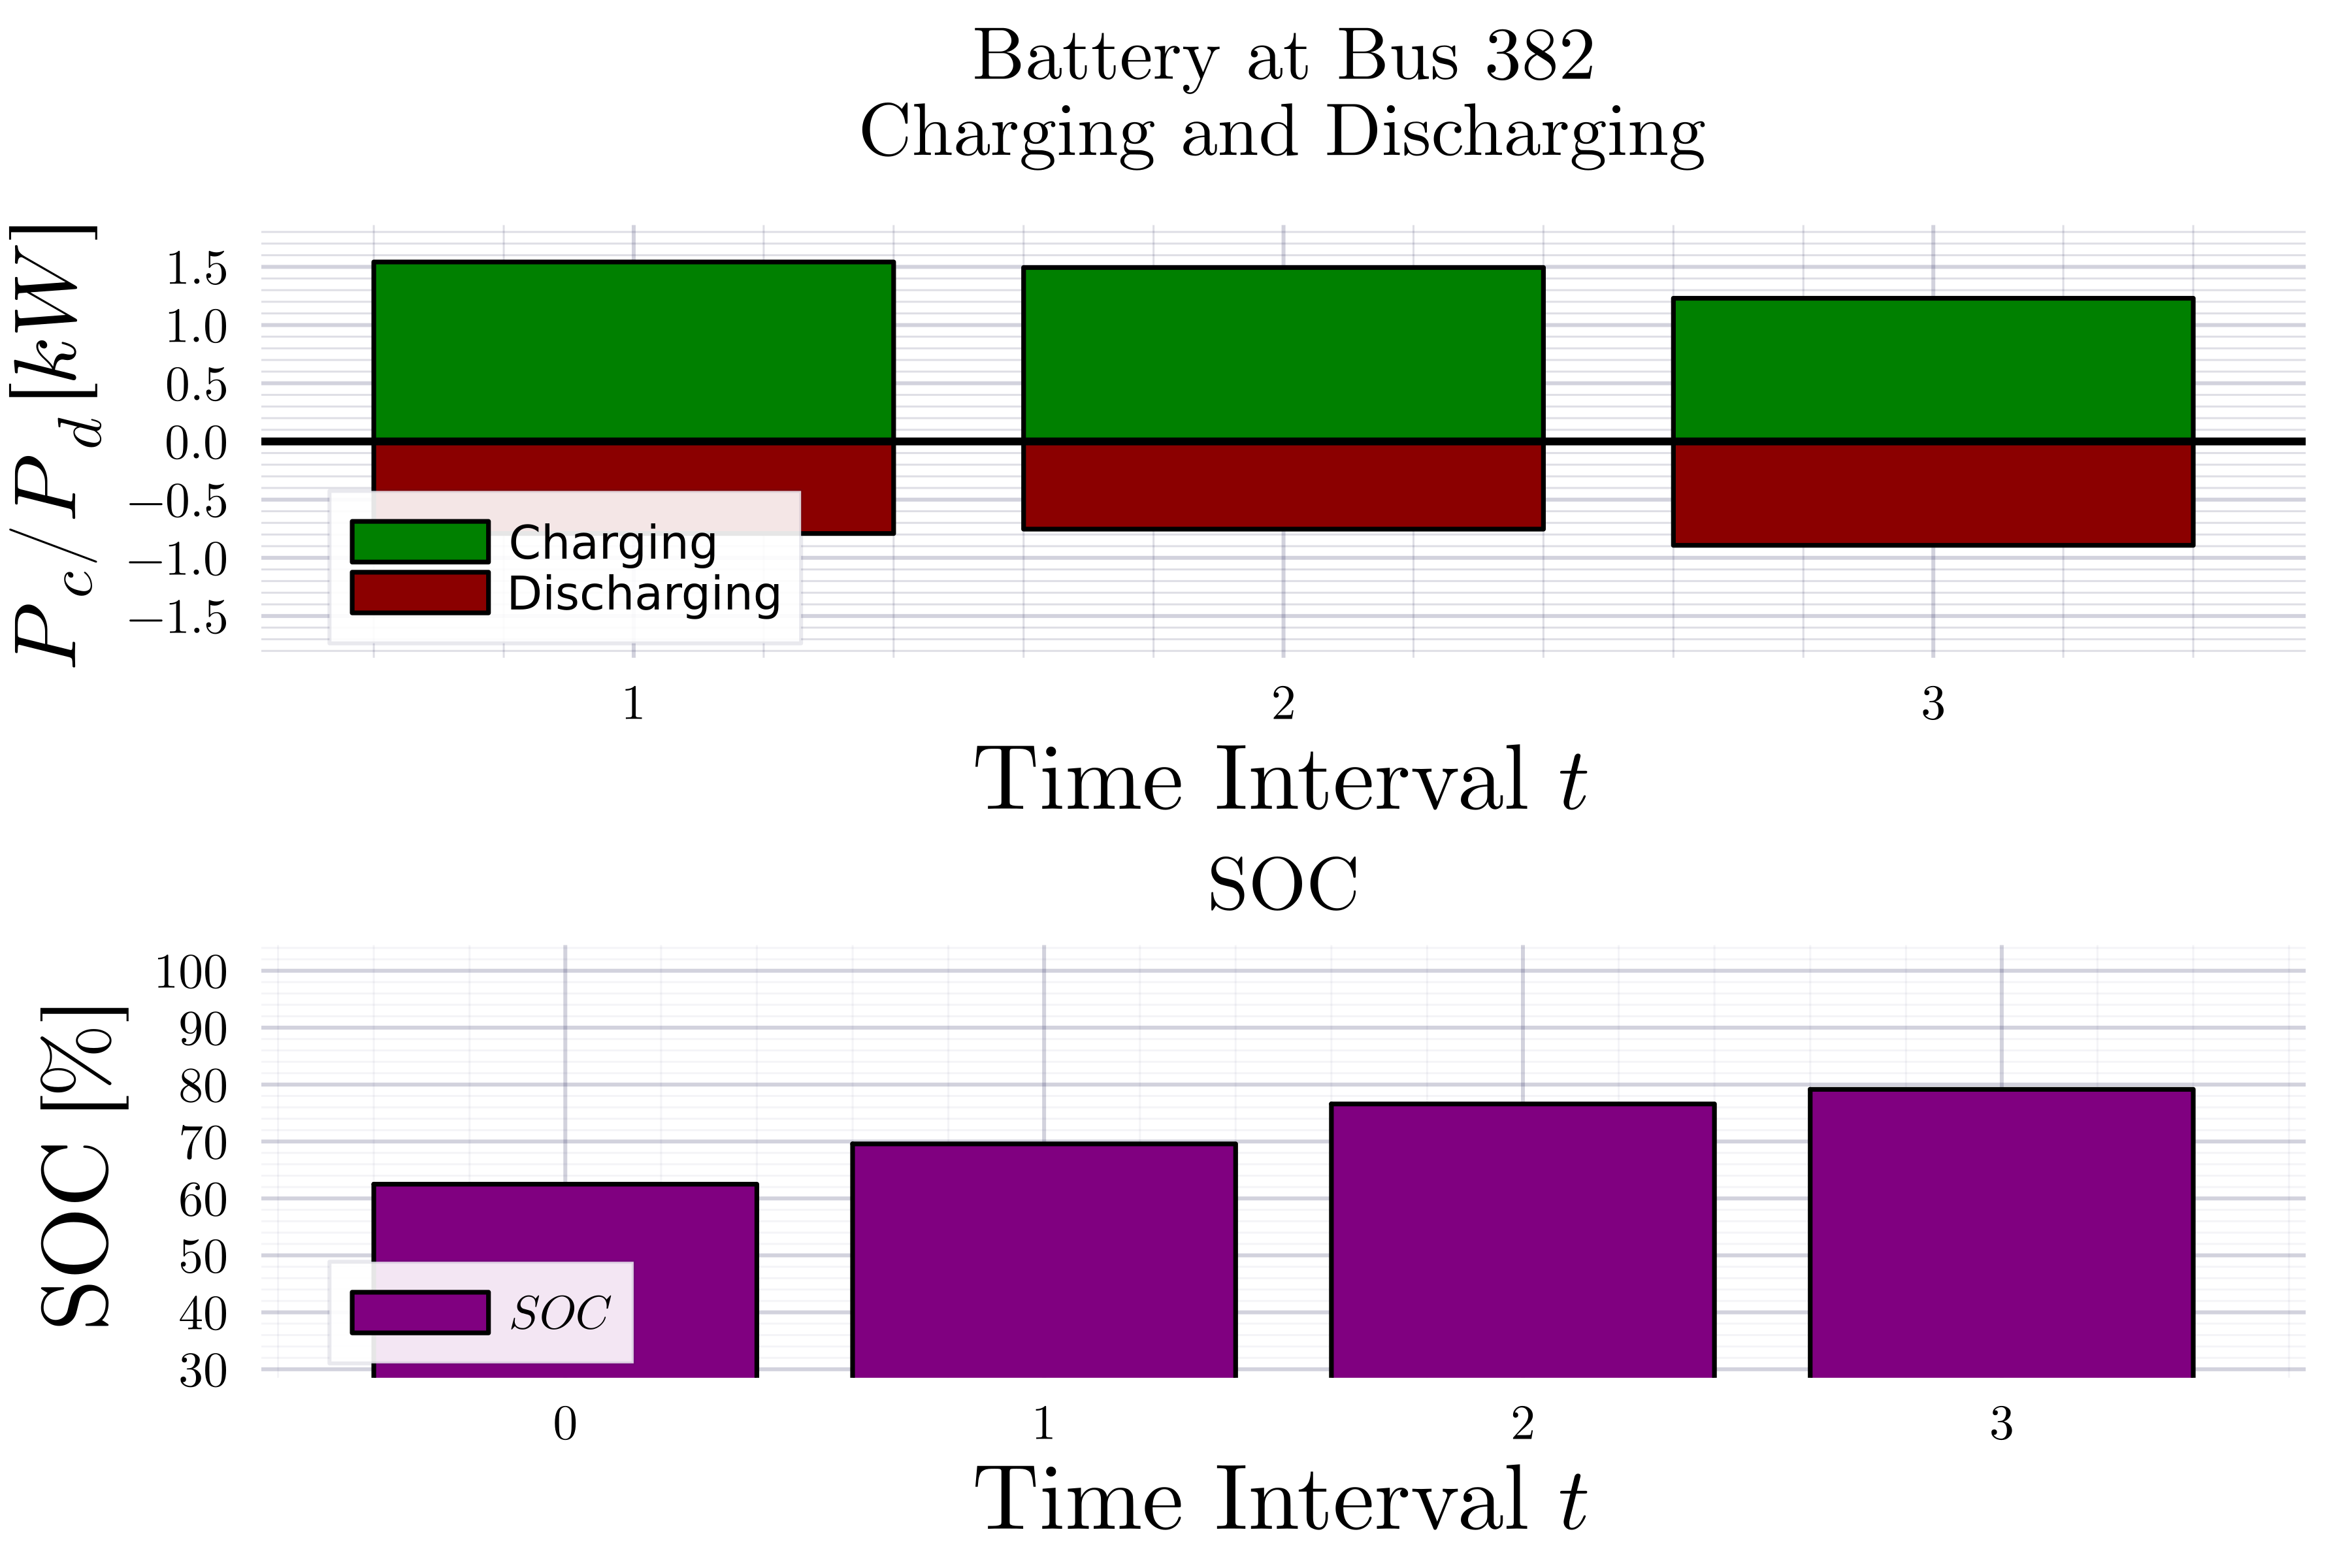 Battery at Bus 382
Charging and Discharging
P_c / P_d [kW]
1.5
1.0
0.5
0.0
−0.5
−1.0
−1.5
Charging
Discharging
1 2 3
Time Interval t
SOC
SOC [%]
100
90
80
70
60
50
40
30
SOC
0 1 2 3
Time Interval t